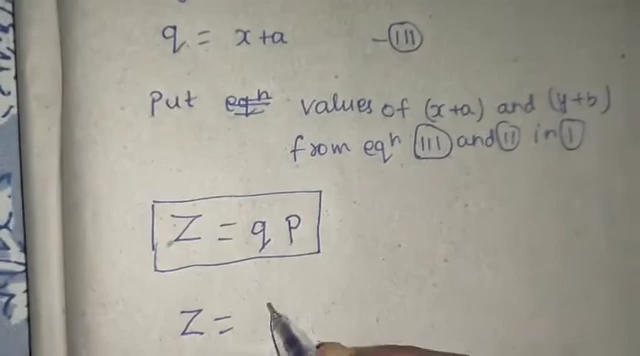 q = x+a -(III)
Put eqn values of (x+a) and (y+b)
from eqn (III) and (II) in (I)
Z = q p
Z =